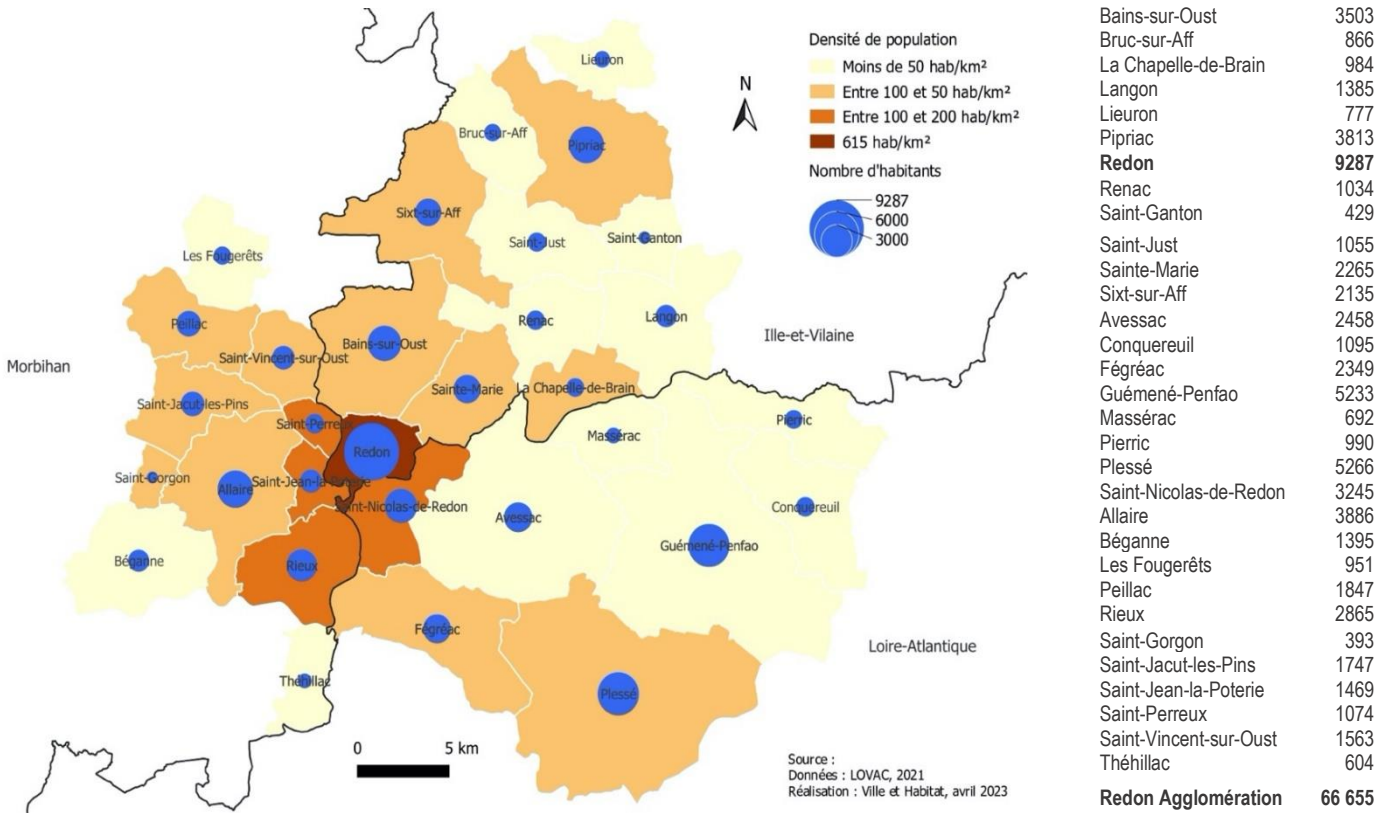 Densité de population
Moins de 50 hab/km²
Entre 100 et 50 hab/km²
Entre 100 et 200 hab/km²
615 hab/km²
Nombre d'habitants
9287
6000
3000
N
Lieuron
Bruc-sur-Aff
Pipriac
Sixt-sur-Aff
Saint-Just
Saint-Ganton
Les Fougerêts
Peillac
Renac
Langon
Ille-et-Vilaine
Bains-sur-Oust
Saint-Vincent-sur-Oust
Morbihan
Sainte-Marie
La Chapelle-de-Brain
Saint-Jacut-les-Pins
Saint-Perreux
Massérac
Pierric
Redon
Saint-Gorgon
Allaire
Saint-Jean-la-Poterie
Saint-Nicolas-de-Redon
Avessac
Conquereuil
Guémené-Penfao
Béganne
Rieux
Fégréac
Loire-Atlantique
Théhillac
Plessé
0 5 km
Source :
Données : LOVAC, 2021
Réalisation : Ville et Habitat, avril 2023
Bains-sur-Oust 3503
Bruc-sur-Aff 866
La Chapelle-de-Brain 984
Langon 1385
Lieuron 777
Pipriac 3813
Redon 9287
Renac 1034
Saint-Ganton 429
Saint-Just 1055
Sainte-Marie 2265
Sixt-sur-Aff 2135
Avessac 2458
Conquereuil 1095
Fégréac 2349
Guémené-Penfao 5233
Massérac 692
Pierric 990
Plessé 5266
Saint-Nicolas-de-Redon 3245
Allaire 3886
Béganne 1395
Les Fougerêts 951
Peillac 1847
Rieux 2865
Saint-Gorgon 393
Saint-Jacut-les-Pins 1747
Saint-Jean-la-Poterie 1469
Saint-Perreux 1074
Saint-Vincent-sur-Oust 1563
Théhillac 604
Redon Agglomération 66 655